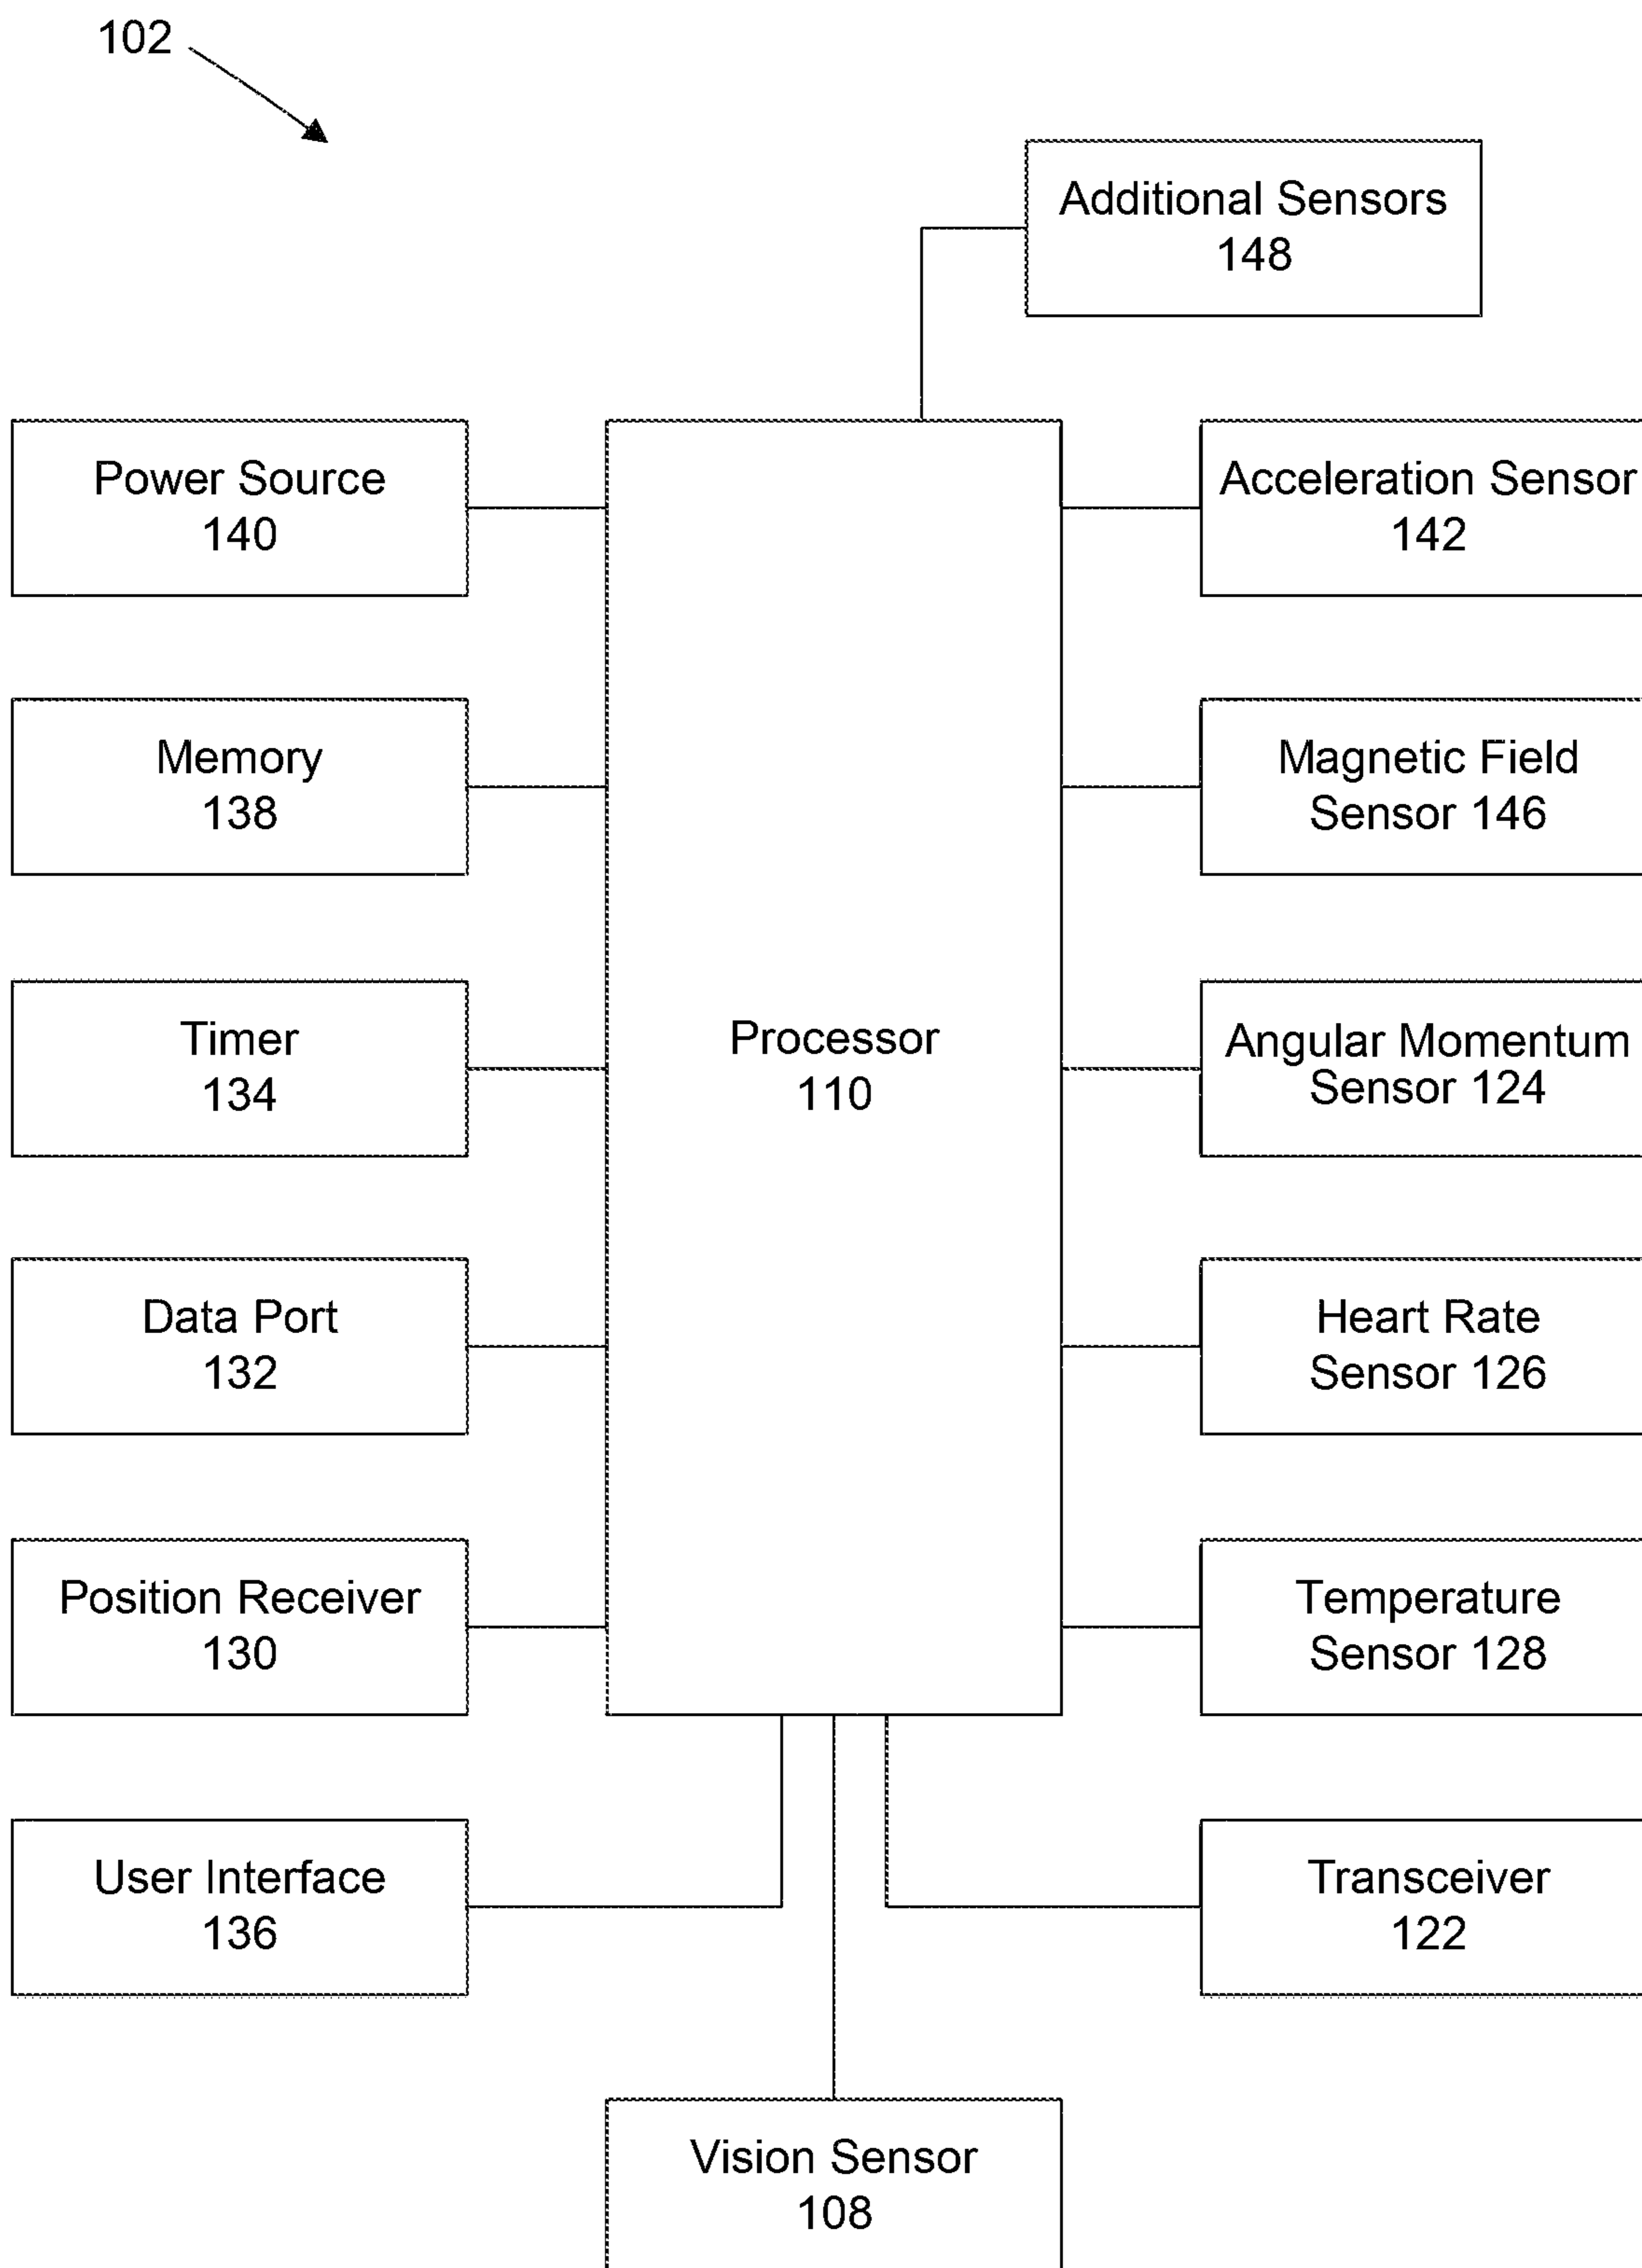 102
Additional Sensors
148
Power Source
140
Acceleration Sensor
142
Memory
138
Magnetic Field
Sensor 146
Timer
134
Processor
110
Angular Momentum
Sensor 124
Data Port
132
Heart Rate
Sensor 126
Position Receiver
130
Temperature
Sensor 128
User Interface
136
Transceiver
122
Vision Sensor
108